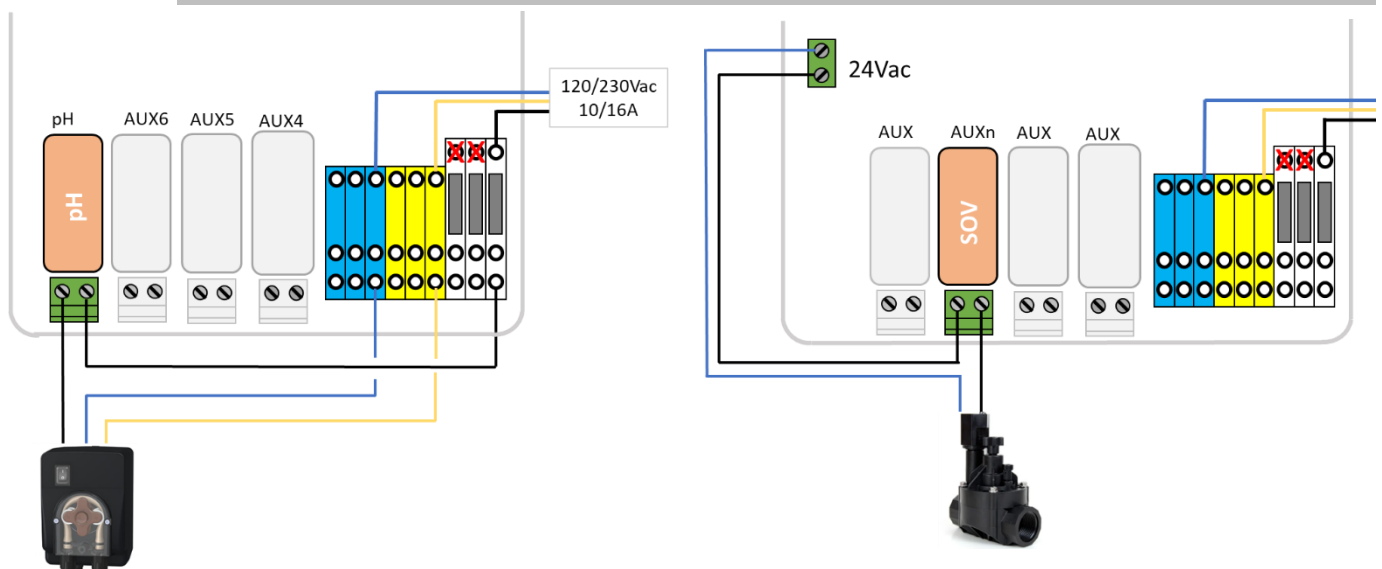 120/230Vac
10/16A
pH
AUX6
AUX5
AUX4
pH
24Vac
AUX
AUXn
AUX
AUX
SOV